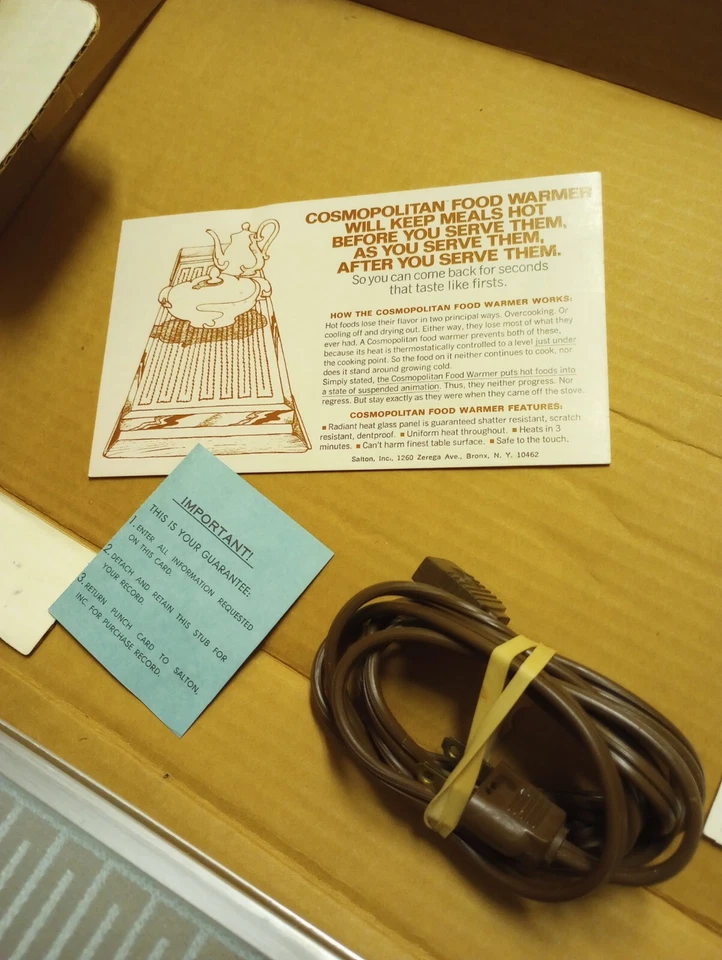 COSMOPOLITAN FOOD WARMER
WILL KEEP MEALS HOT
BEFORE YOU SERVE THEM,
AS YOU SERVE THEM,
AFTER YOU SERVE THEM.
So you can come back for seconds
that taste like firsts.
HOW THE COSMOPOLITAN FOOD WARMER WORKS:
Hot foods lose their flavor in two principal ways. Overcooking. Or
cooling off and drying out. Either way, they lose most of what they
ever had. A Cosmopolitan food warmer prevents both of these,
because its heat is thermostatically controlled to a level just under
the cooking point. So the food on it neither continues to cook, nor
does it stand around growing cold.
Simply stated, the Cosmopolitan Food Warmer puts hot foods into
a state of suspended animation. Thus, they neither progress. Nor
regress. But stay exactly as they were when they came off the stove.
COSMOPOLITAN FOOD WARMER FEATURES:
■ Radiant heat glass panel is guaranteed shatter resistant, scratch
resistant, dentproof. ■ Uniform heat throughout. ■ Heats in 3
minutes. ■ Can't harm finest table surface. ■ Safe to the touch.
Salton, Inc., 1260 Zerega Ave., Bronx, N. Y. 10462
IMPORTANT!
THIS IS YOUR GUARANTEE:
1. ENTER ALL INFORMATION REQUESTED
ON THIS CARD.
2. DETACH AND RETAIN THIS STUB FOR
YOUR RECORD.
3. RETURN PUNCH CARD TO SALTON,
INC. FOR PURCHASE RECORD.